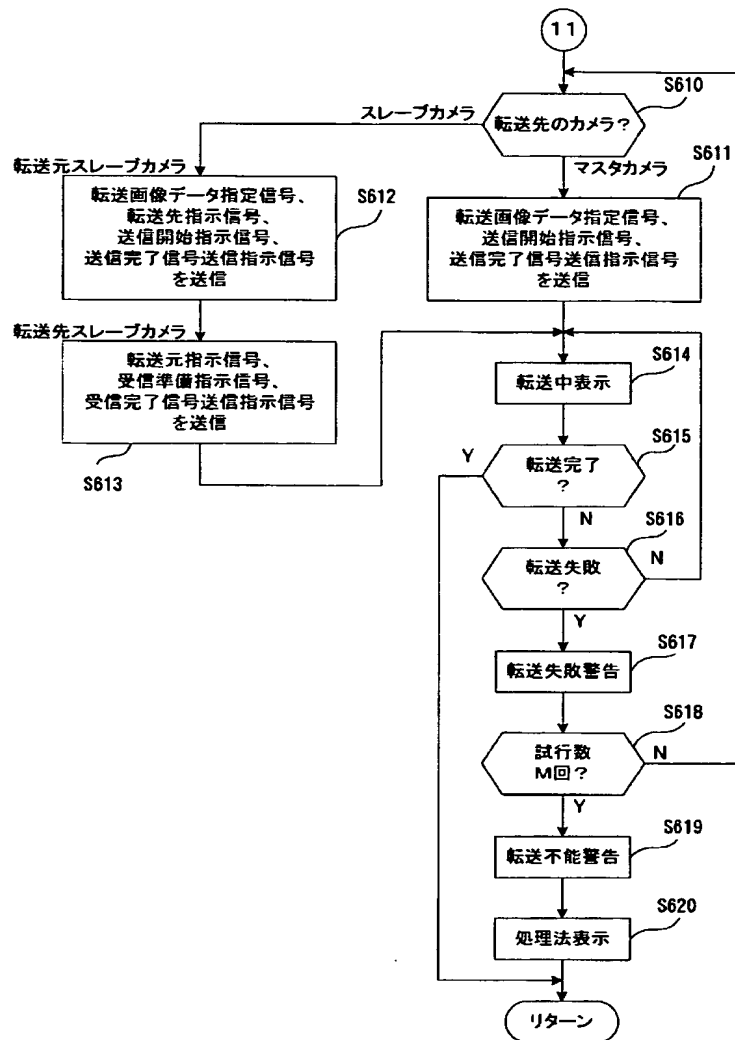 11
S610
転送先のカメラ?
スレーブカメラ
マスタカメラ
S611
転送画像データ指定信号、
送信開始指示信号、
送信完了信号送信指示信号
を送信
転送元スレーブカメラ
S612
転送画像データ指定信号、
転送先指示信号、
送信開始指示信号、
送信完了信号送信指示信号
を送信
転送先スレーブカメラ
転送元指示信号、
受信準備指示信号、
受信完了信号送信指示信号
を送信
S613
S614
転送中表示
S615
転送完了
?
Y
N
S616
転送失敗
?
N
Y
S617
転送失敗警告
S618
試行数
M回?
N
Y
S619
転送不能警告
S620
処理法表示
リターン